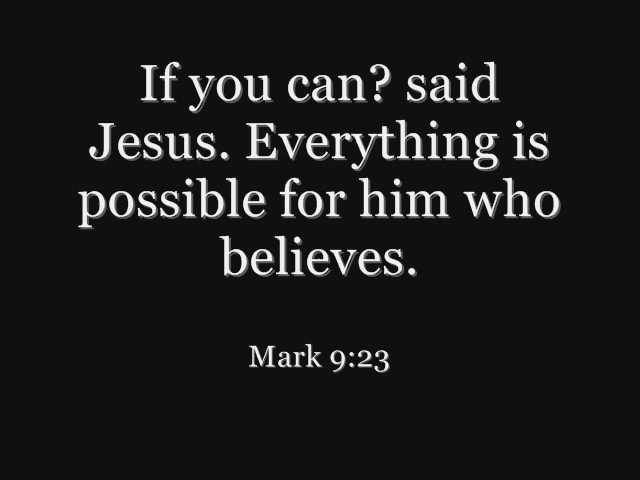 If you can? said
Jesus. Everything is
possible for him who
believes.
Mark 9:23